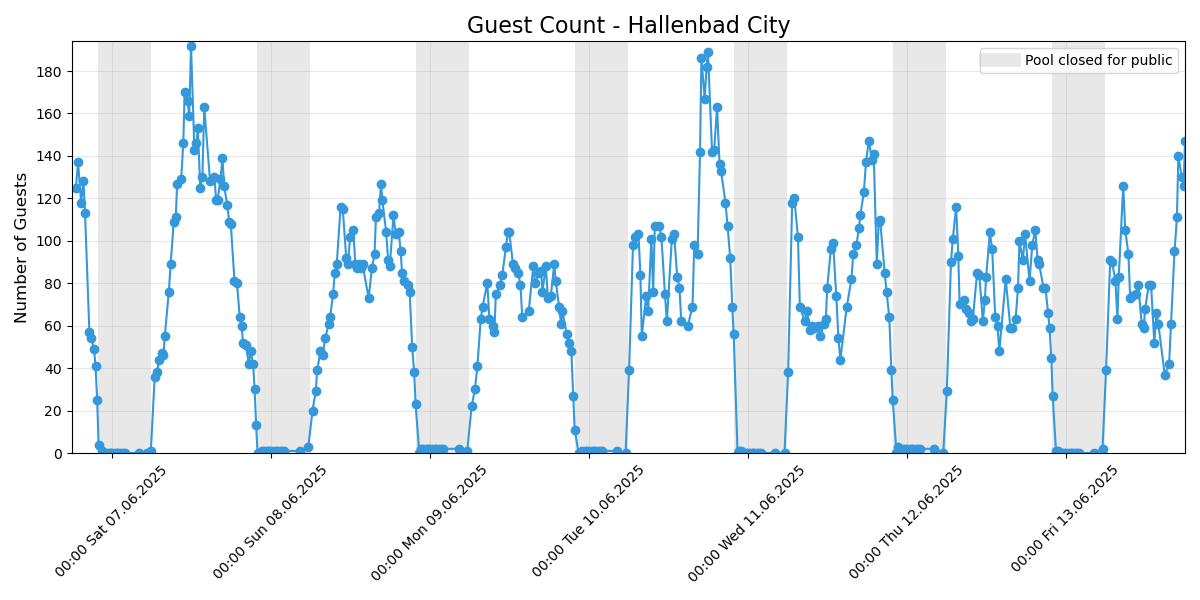 Guest Count - Hallenbad City
Pool closed for public
Number of Guests
180
160
140
120
100
80
60
40
20
0
00:00 Sat 07.06.2025
00:00 Sun 08.06.2025
00:00 Mon 09.06.2025
00:00 Tue 10.06.2025
00:00 Wed 11.06.2025
00:00 Thu 12.06.2025
00:00 Fri 13.06.2025